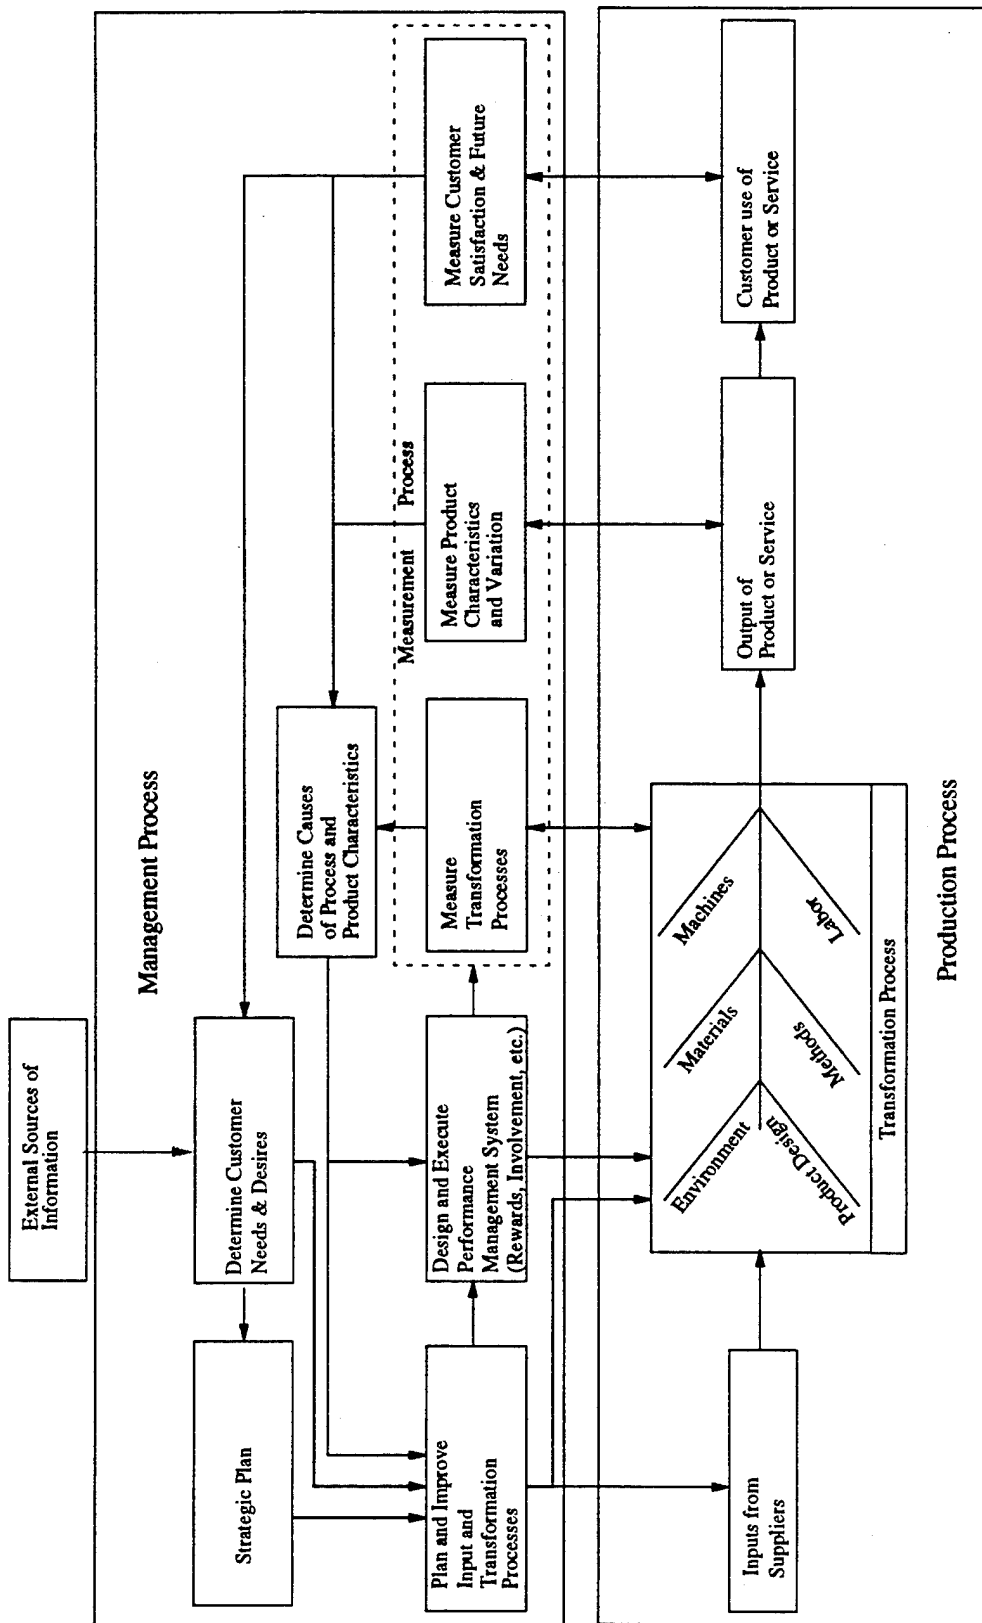 External Sources of
Information
Management Process
Strategic Plan
Determine Customer
Needs & Desires
Determine Causes
of Process and
Product Characteristics
Measurement Process
Plan and Improve
Input and
Transformation
Processes
Design and Execute
Performance
Management System
(Rewards, Involvement, etc.)
Measure
Transformation
Processes
Measure Product
Characteristics
and Variation
Measure Customer
Satisfaction & Future
Needs
Inputs from
Suppliers
Environment
Materials
Machines
Product Design
Methods
Labor
Transformation Process
Output of
Product or Service
Customer use of
Product or Service
Production Process